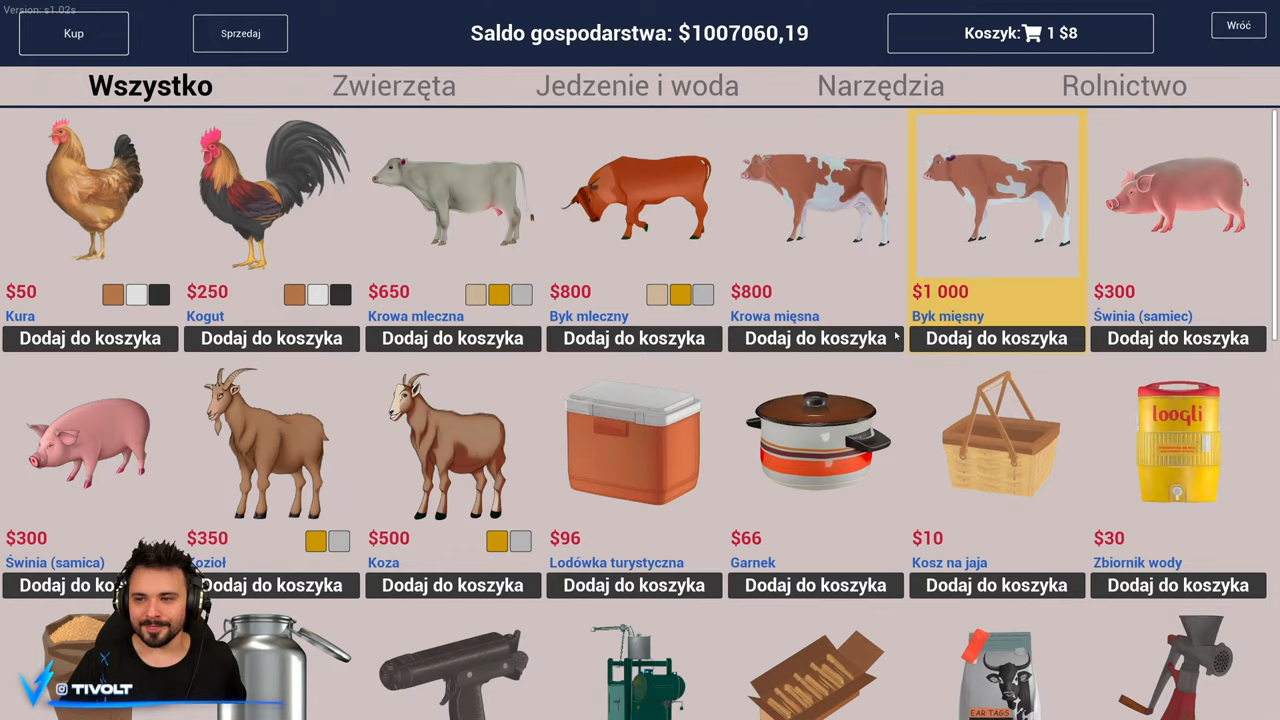 Version: s1.02s
Kup
Sprzedaj
Saldo gospodarstwa: $1007060,19
Koszyk: 1 $8
Wróć
Wszystko
Zwierzęta
Jedzenie i woda
Narzędzia
Rolnictwo
$50
Kura
Dodaj do koszyka
$250
Kogut
Dodaj do koszyka
$650
Krowa mleczna
Dodaj do koszyka
$800
Byk mleczny
Dodaj do koszyka
$800
Krowa mięsna
Dodaj do koszyka
$1 000
Byk mięsny
Dodaj do koszyka
$300
Świnia (samiec)
Dodaj do koszyka
$300
Świnia (samica)
Dodaj do ko
$350
Kozioł
Dodaj do koszyka
$500
Koza
Dodaj do koszyka
$96
Lodówka turystyczna
Dodaj do koszyka
$66
Garnek
Dodaj do koszyka
$10
Kosz na jaja
Dodaj do koszyka
loogli
$30
Zbiornik wody
Dodaj do koszyka
EAR TAGS
TIVOLT